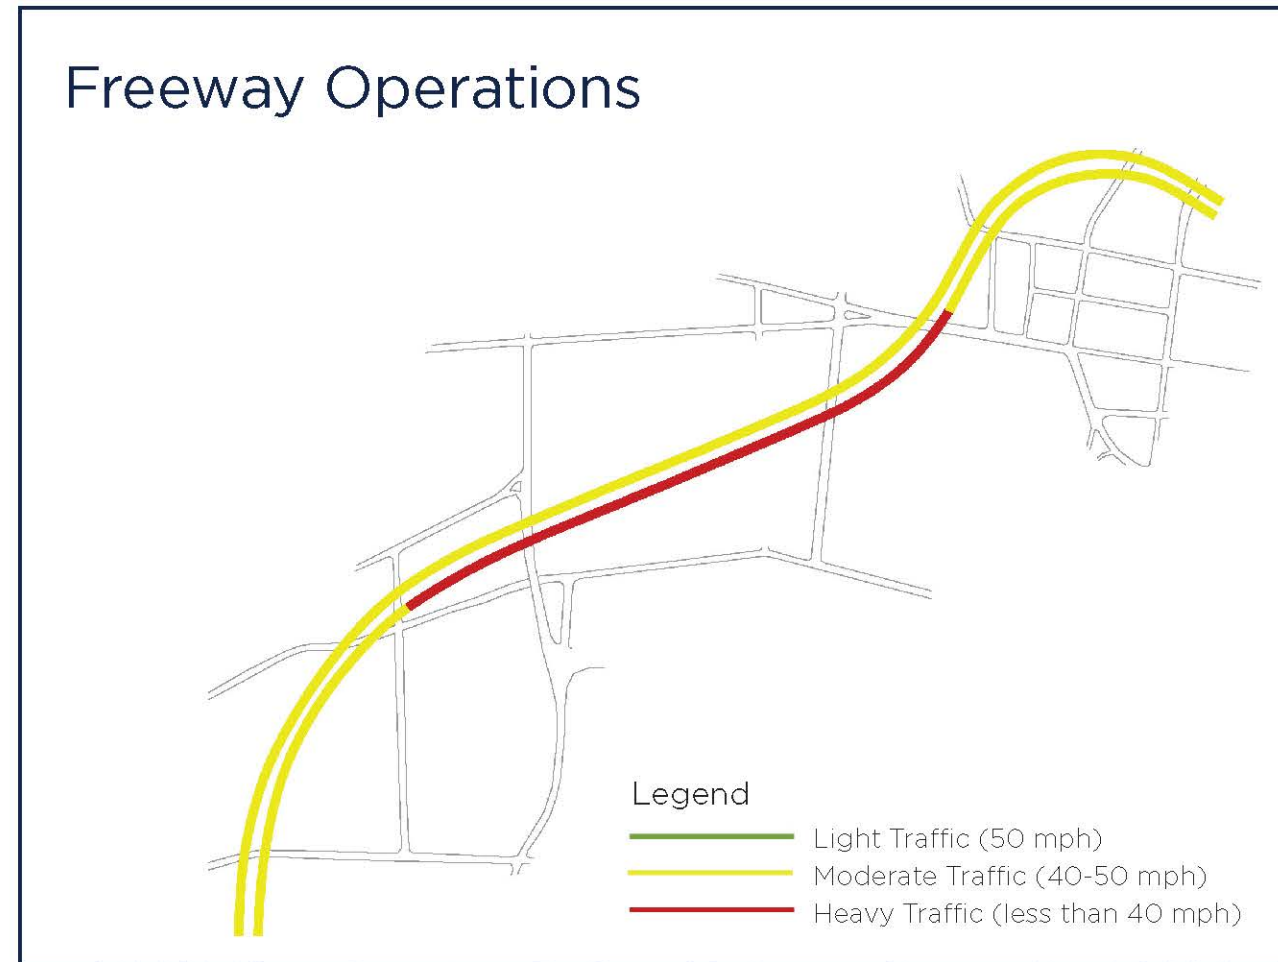 Freeway Operations
Legend
Light Traffic (50 mph)
Moderate Traffic (40-50 mph)
Heavy Traffic (less than 40 mph)